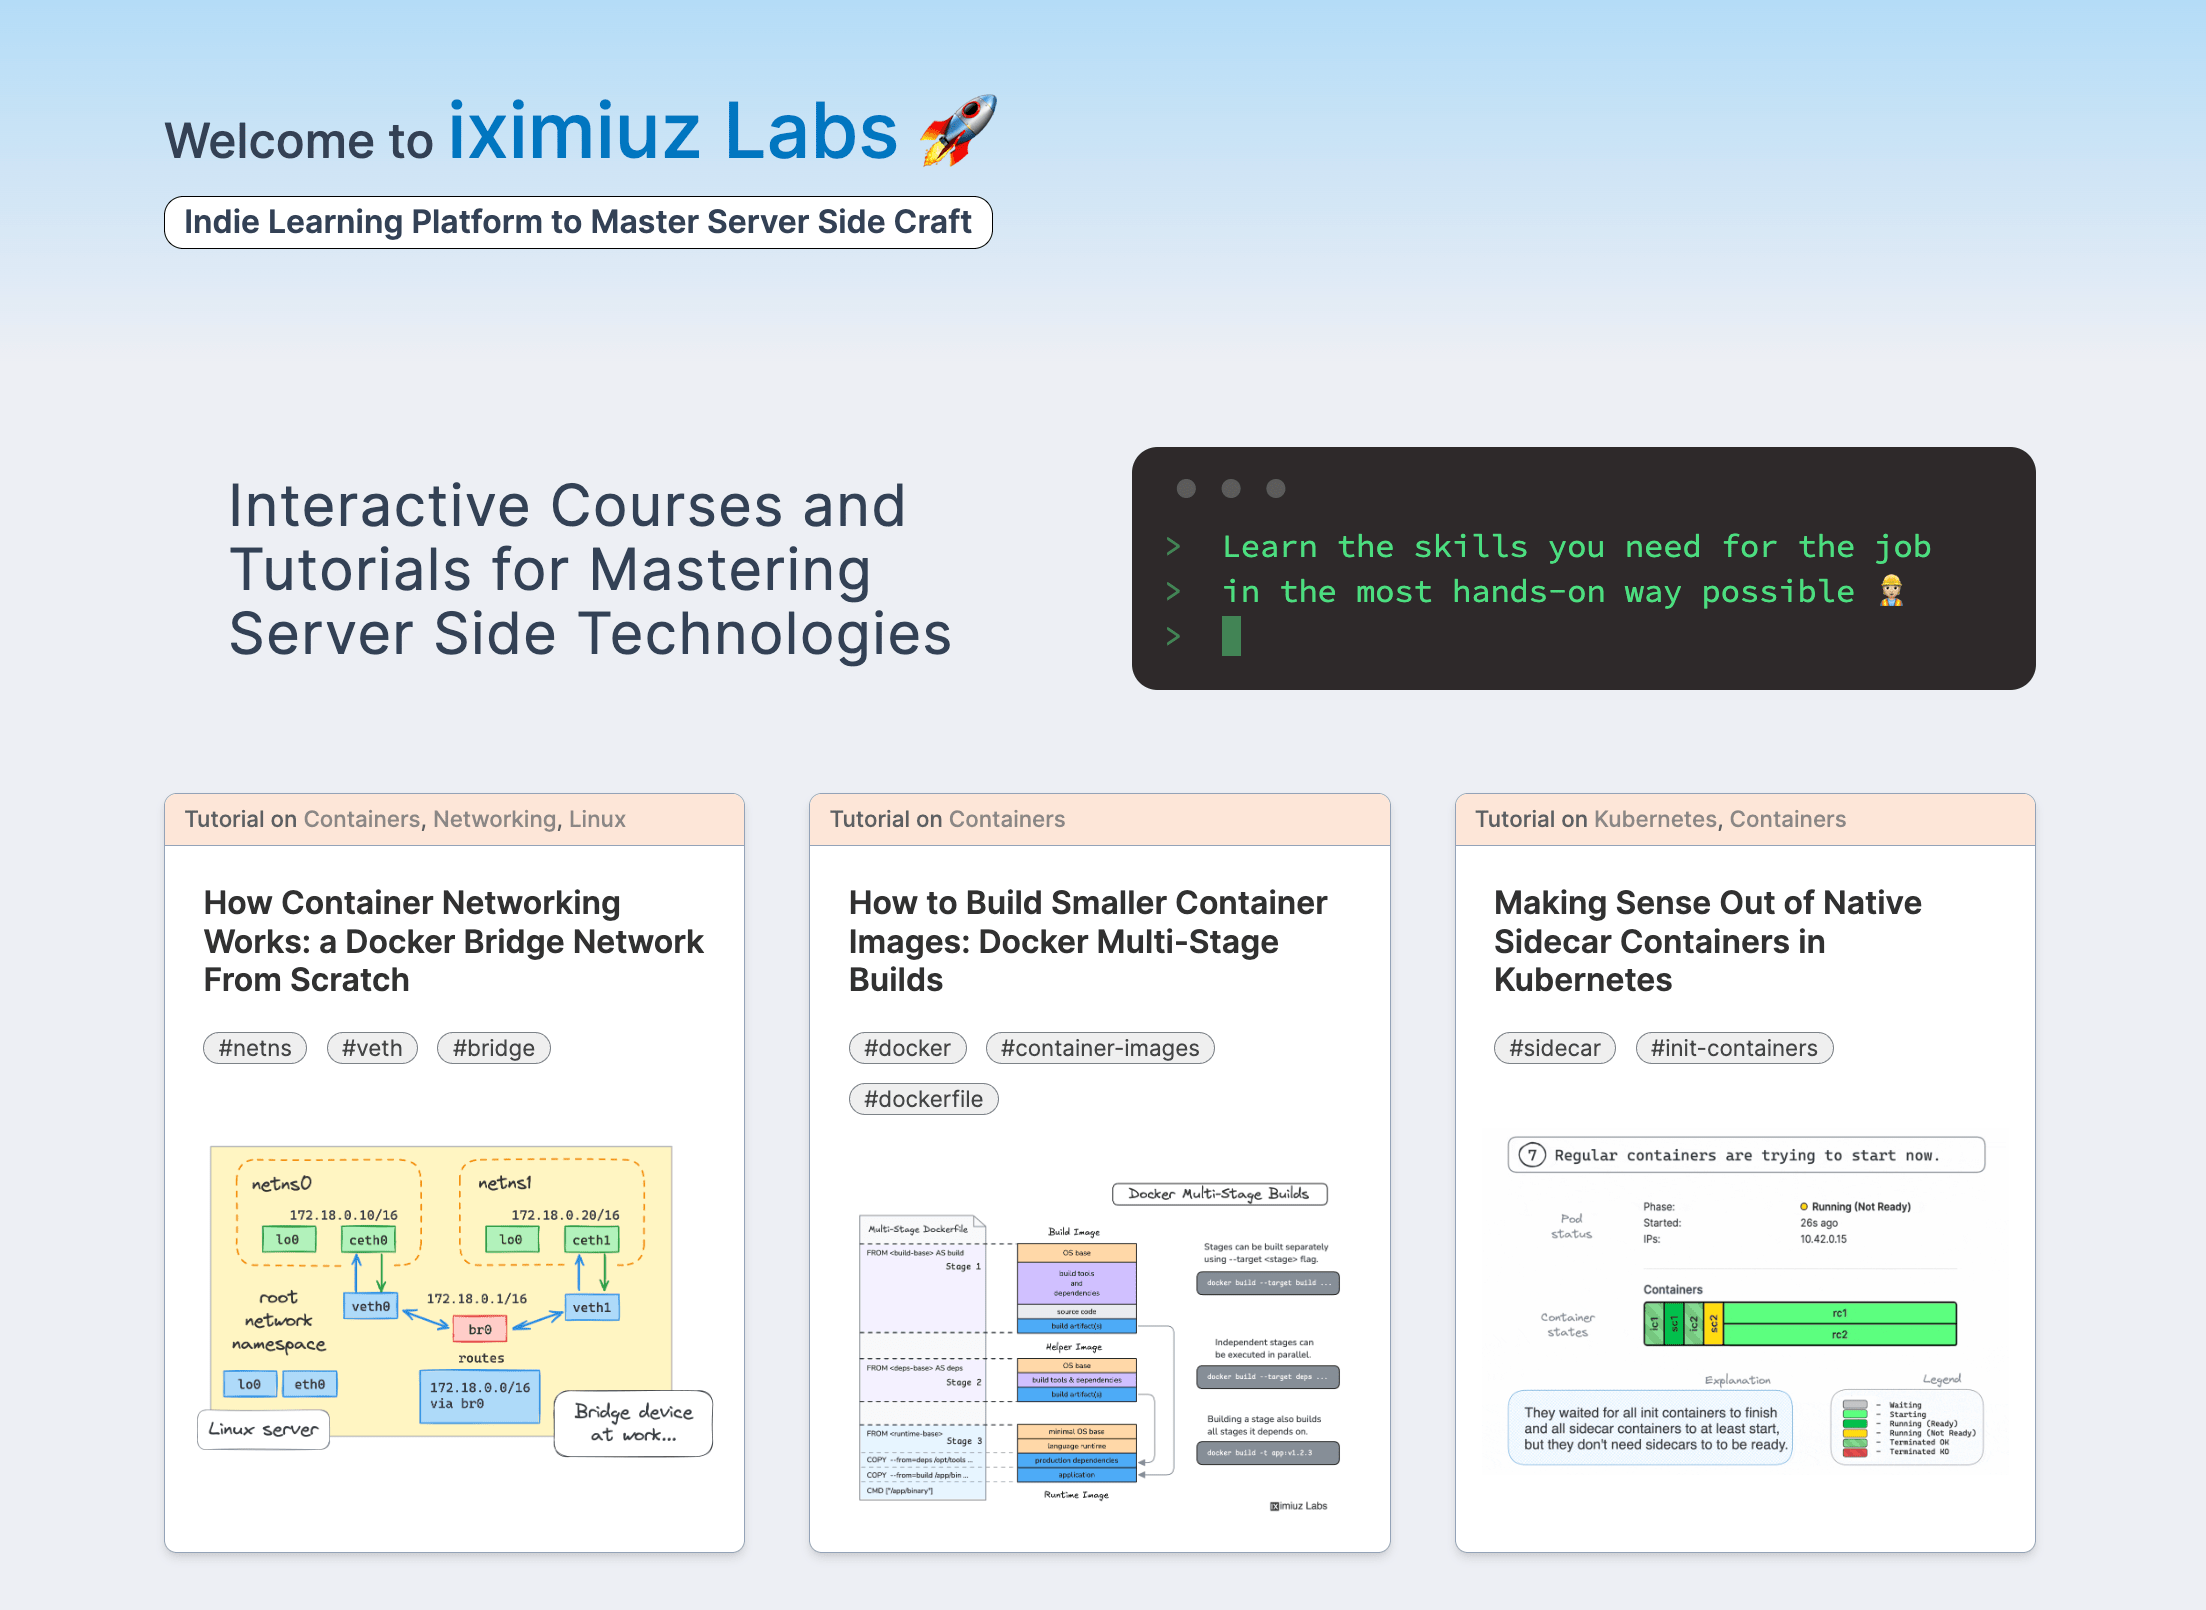 Welcome to iximiuz Labs 🚀
Indie Learning Platform to Master Server Side Craft
Interactive Courses and
Tutorials for Mastering
Server Side Technologies
> Learn the skills you need for the job
> in the most hands-on way possible 👷
>
Tutorial on Containers, Networking, Linux
How Container Networking
Works: a Docker Bridge Network
From Scratch
#netns #veth #bridge
netns0
172.18.0.10/16
lo0 ceth0
netns1
172.18.0.20/16
lo0 ceth1
veth0
172.18.0.1/16
veth1
br0
root
network
namespace
lo0 eth0
routes
172.18.0.0/16
via br0
Linux server
Bridge device
at work...
Tutorial on Containers
How to Build Smaller Container
Images: Docker Multi-Stage
Builds
#docker #container-images
#dockerfile
Docker Multi-Stage Builds
Multi-Stage Dockerfile
FROM <build-base> AS build
Stage 1
FROM <deps-base> AS deps
Stage 2
FROM <runtime-base>
Stage 3
COPY --from=deps /opt/tools ...
COPY --from=build /app/bin ...
CMD ["/app/binary"]
Build Image
OS base
build tools
and
dependencies
source code
build artifact(s)
Helper Image
OS base
build tools & dependencies
build artifact(s)
minimal OS base
language runtime
production dependencies
application
Runtime Image
Stages can be built separately
using --target <stage> flag.
docker build --target build ...
Independent stages can
be executed in parallel.
docker build --target deps ...
Building a stage also builds
all stages it depends on.
docker build -t app:v1.2.3
iximiuz Labs
Tutorial on Kubernetes, Containers
Making Sense Out of Native
Sidecar Containers in
Kubernetes
#sidecar #init-containers
7 Regular containers are trying to start now.
Pod
status
Phase: Running (Not Ready)
Started: 26s ago
IPs: 10.42.0.15
Containers
Container
states
ic1 sc1 ic2 sc2 rc1
rc2
Explanation
They waited for all init containers to finish
and all sidecar containers to at least start,
but they don't need sidecars to to be ready.
Legend
- Waiting
- Starting
- Running (Ready)
- Running (Not Ready)
- Terminated OK
- Terminated KO